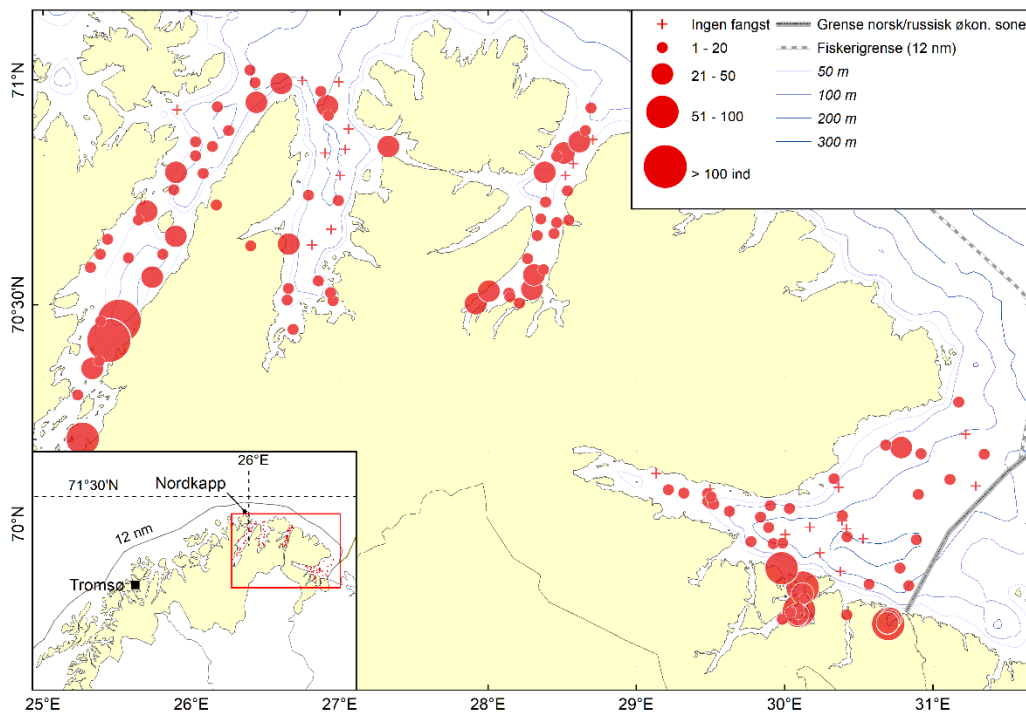 Ingen fangst
1 - 20
21 - 50
51 - 100
> 100 ind
Grense norsk/russisk økon. sone
Fiskerigrense (12 nm)
50 m
100 m
200 m
300 m
71°N
70°30'N
70°N
26°E
71°30'N
Nordkapp
12 nm
Tromsø
25°E
26°E
27°E
28°E
29°E
30°E
31°E